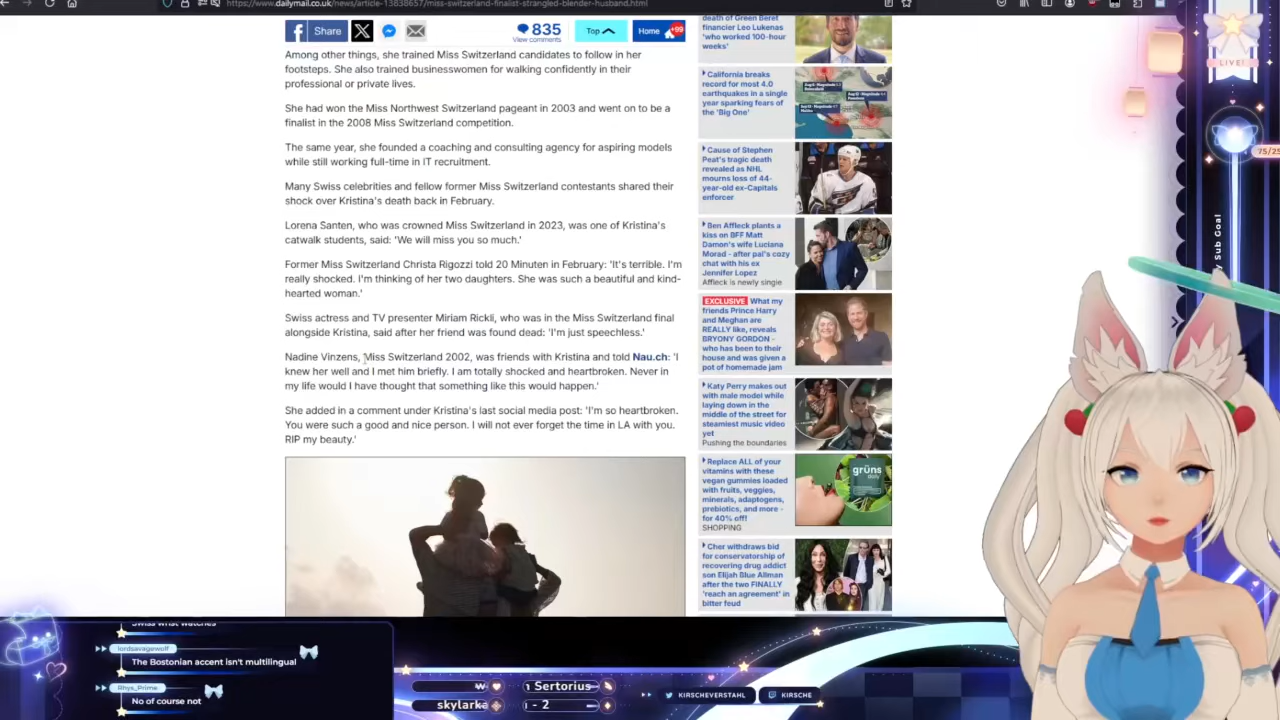 https://www.dailymail.co.uk/news/article-13838657/miss-switzerland-finalist-strangled-blender-husband.html
Share
835
View comments
Top
Home
+99
Among other things, she trained Miss Switzerland candidates to follow in her
footsteps. She also trained businesswomen for walking confidently in their
professional or private lives.
She had won the Miss Northwest Switzerland pageant in 2003 and went on to be a
finalist in the 2008 Miss Switzerland competition.
The same year, she founded a coaching and consulting agency for aspiring models
while still working full-time in IT recruitment.
Many Swiss celebrities and fellow former Miss Switzerland contestants shared their
shock over Kristina's death back in February.
Lorena Santen, who was crowned Miss Switzerland in 2023, was one of Kristina's
catwalk students, said: 'We will miss you so much.'
Former Miss Switzerland Christa Rigozzi told 20 Minuten in February: 'It's terrible. I'm
really shocked. I'm thinking of her two daughters. She was such a beautiful and kind-
hearted woman.'
Swiss actress and TV presenter Miriam Rickli, who was in the Miss Switzerland final
alongside Kristina, said after her friend was found dead: 'I'm just speechless.'
Nadine Vinzens, Miss Switzerland 2002, was friends with Kristina and told Nau.ch: 'I
knew her well and I met him briefly. I am totally shocked and heartbroken. Never in
my life would I have thought that something like this would happen.'
She added in a comment under Kristina's last social media post: 'I'm so heartbroken.
You were such a good and nice person. I will not ever forget the time in LA with you.
RIP my beauty.'
death of Green Beret
financier Leo Lukenas
'who worked 100-hour
weeks'
California breaks
record for most 4.0
earthquakes in a single
year sparking fears of
the 'Big One'
Cause of Stephen
Peat's tragic death
revealed as NHL
mourns loss of 44-
year-old ex-Capitals
enforcer
Ben Affleck plants a
kiss on BFF Matt
Damon's wife Luciana
Morad - after pal's cozy
chat with his ex
Jennifer Lopez
Affleck is newly single
EXCLUSIVE What my
friends Prince Harry
and Meghan are
REALLY like, reveals
BRYONY GORDON -
who has been to their
house and was given a
pot of homemade jam
Katy Perry makes out
with male model while
laying down in the
middle of the street for
steamiest music video
yet
Pushing the boundaries
Replace ALL of your
vitamins with these
vegan gummies loaded
with fruits, veggies,
minerals, adaptogens,
prebiotics, and more -
for 40% off!
SHOPPING
grüns
daily
Cher withdraws bid
for conservatorship of
recovering drug addict
son Elijah Blue Allman
after the two FINALLY
'reach an agreement' in
bitter feud
LIVE!
75/25
y Sub Goal
Swiss what watches
lordsavagewolf
The Bostonian accent isn't multilingual
Rhys_Prime
No of course not
Sertorius
skylark
- 2
KIRSCHEVERSTAHL
KIRSCHE